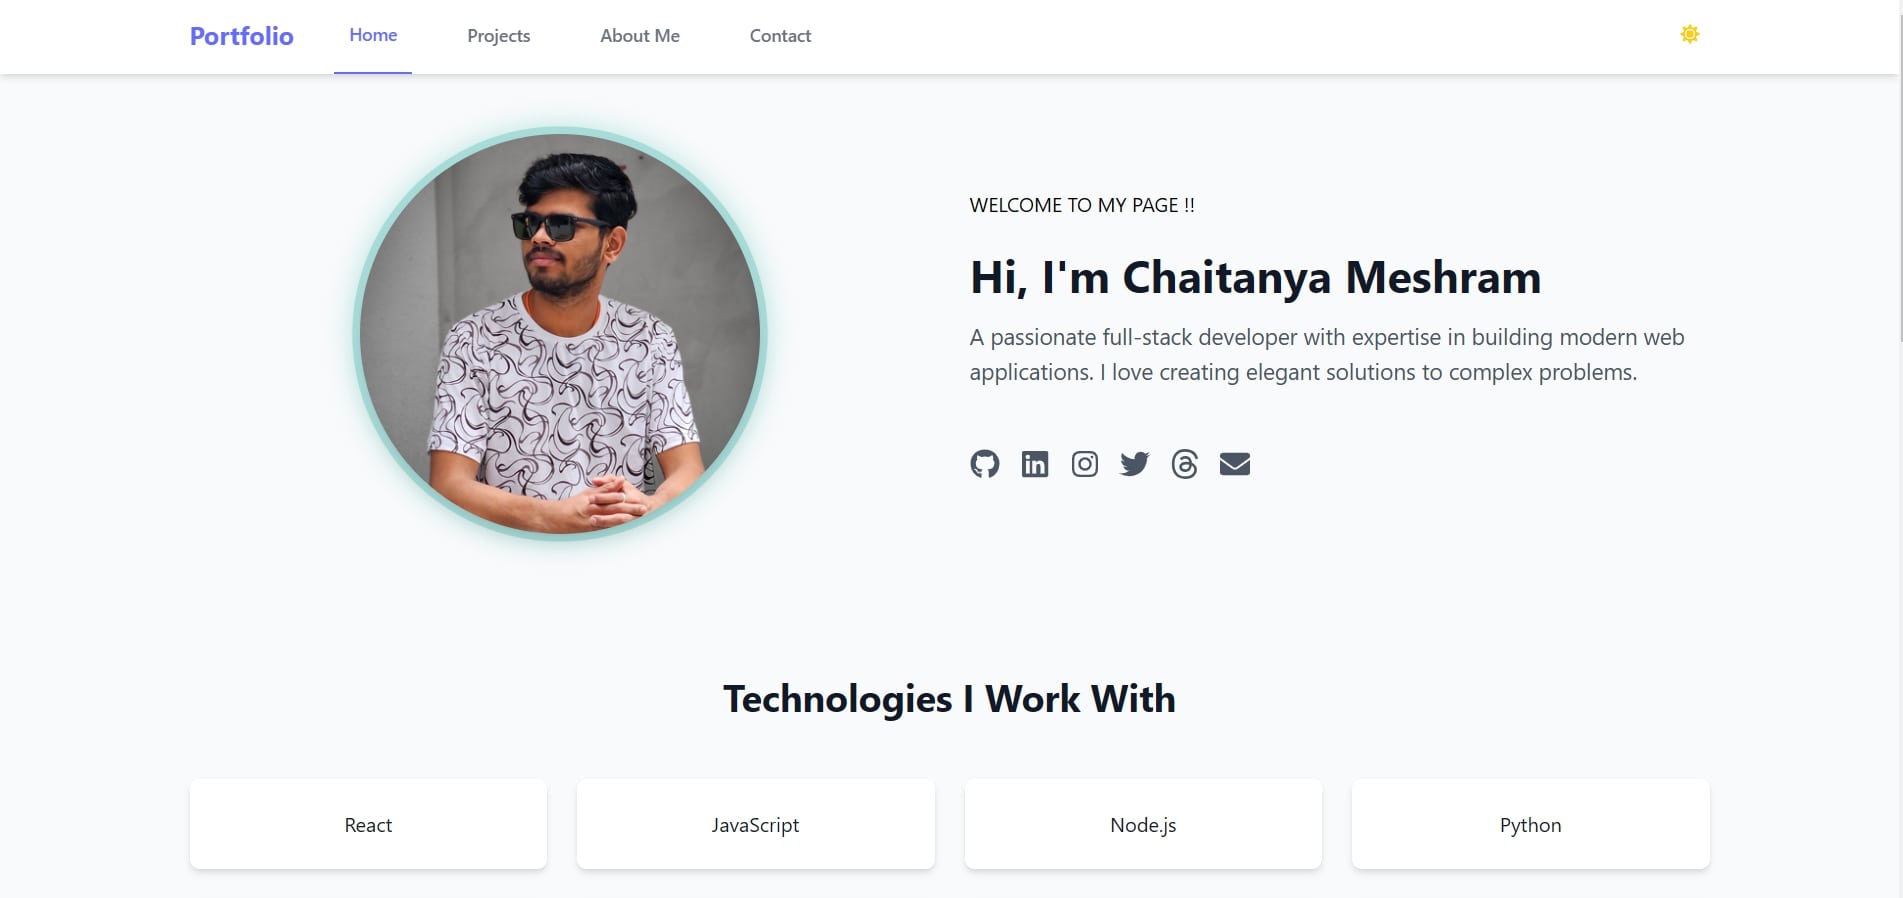 Portfolio Home Projects About Me Contact
WELCOME TO MY PAGE !!
Hi, I'm Chaitanya Meshram
A passionate full-stack developer with expertise in building modern web
applications. I love creating elegant solutions to complex problems.
Technologies I Work With
React JavaScript Node.js Python